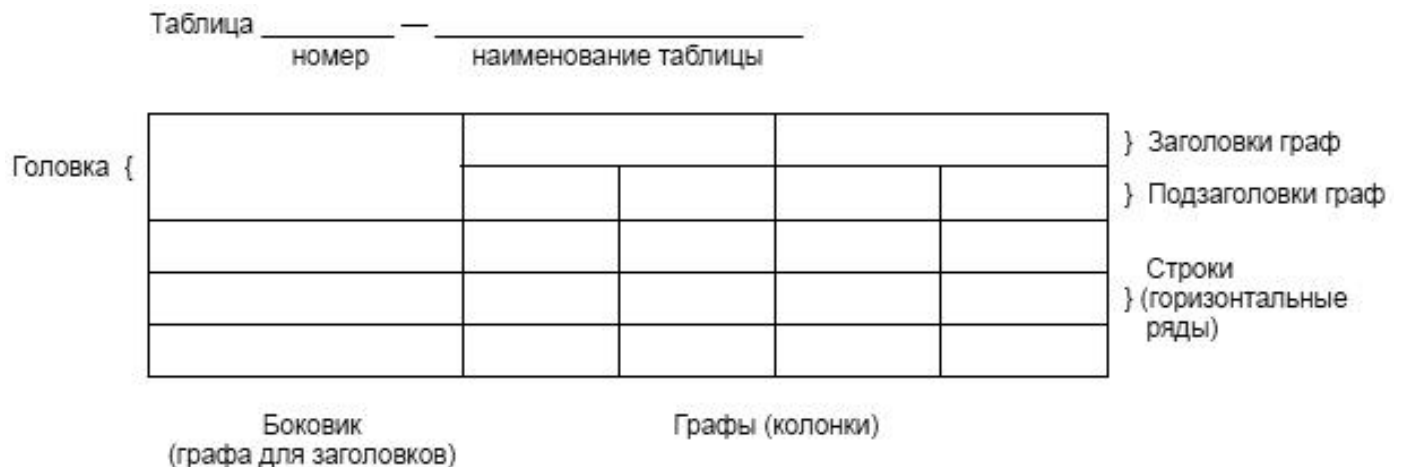 Таблица _________ — _________________________
номер наименование таблицы
Головка {
} Заголовки граф
} Подзаголовки граф
Строки
} (горизонтальные
ряды)
Боковик
(графа для заголовков)
Графы (колонки)